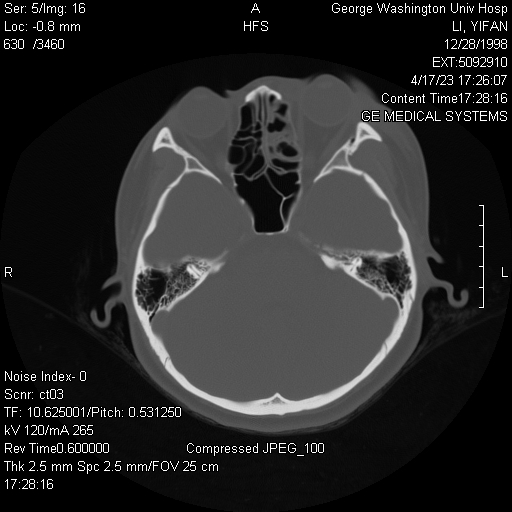 Ser: 5/Img: 16
Loc: -0.8 mm
630 /3460
A
HFS
George Washington Univ Hosp
LI, YIFAN
12/28/1998
EXT:5092910
4/17/23 17:26:07
Content Time17:28:16
GE MEDICAL SYSTEMS
R
L
Noise Index- 0
Scnr: ct03
TF: 10.625001/Pitch: 0.531250
kV 120/mA 265
Rev Time0.600000
Compressed JPEG_100
Thk 2.5 mm Spc 2.5 mm/FOV 25 cm
17:28:16